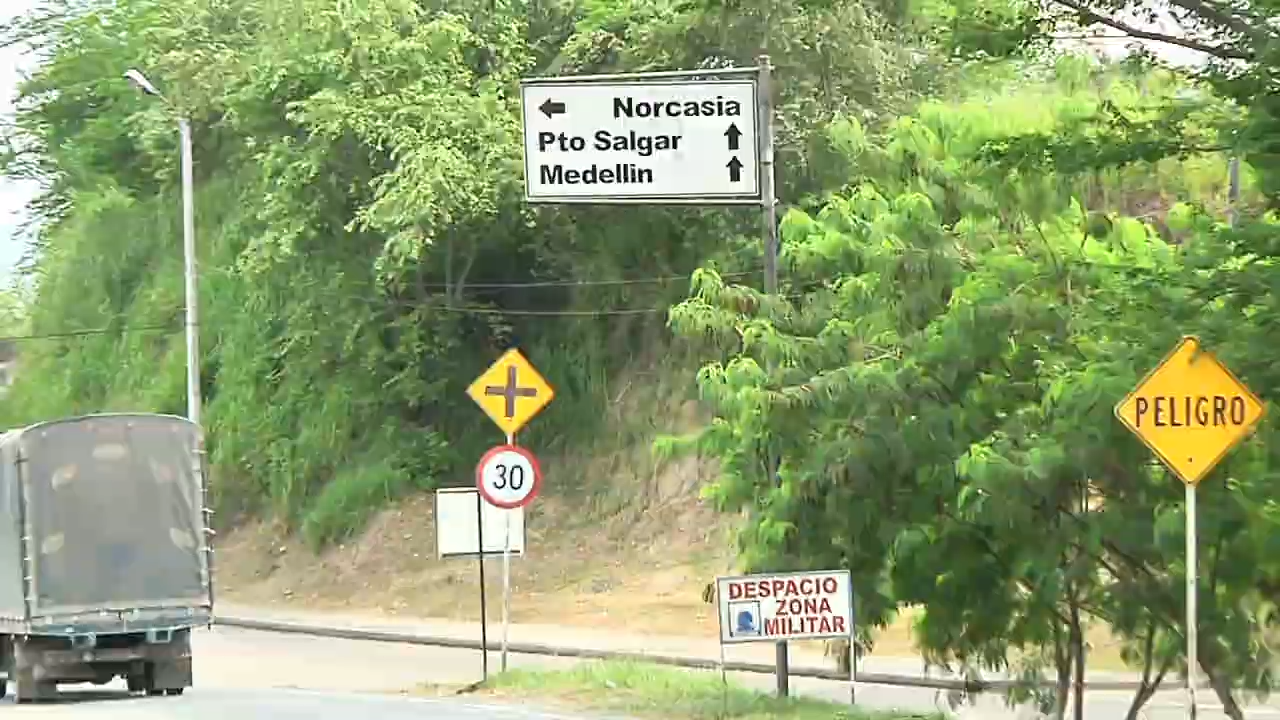 Norcasia
Pto Salgar
Medellin
30
PELIGRO
DESPACIO
ZONA
MILITAR